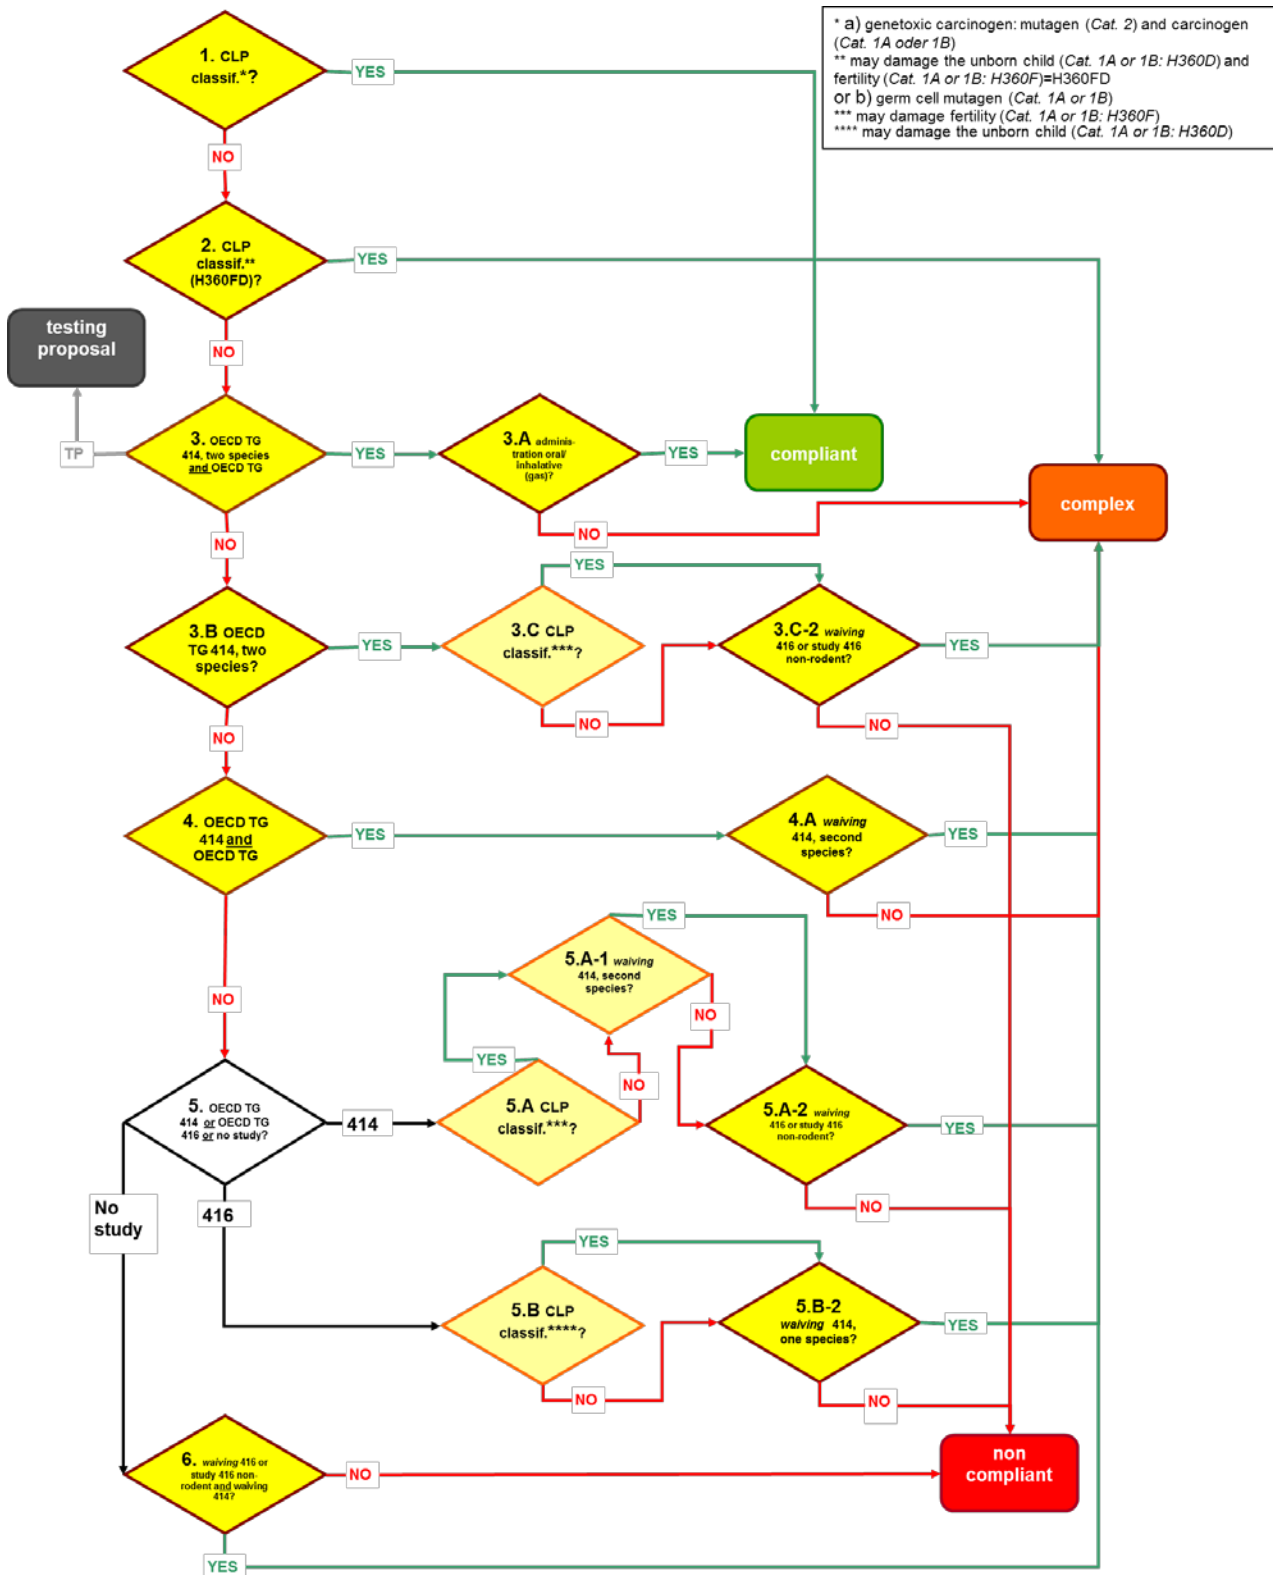 * a) genetoxic carcinogen: mutagen (Cat. 2) and carcinogen
(Cat. 1A oder 1B)
** may damage the unborn child (Cat. 1A or 1B: H360D) and
fertility (Cat. 1A or 1B: H360F)=H360FD
or b) germ cell mutagen (Cat. 1A or 1B)
*** may damage fertility (Cat. 1A or 1B: H360F)
**** may damage the unborn child (Cat. 1A or 1B: H360D)
1. CLP
classif.*?
YES
NO
2. CLP
classif.**
(H360FD)?
YES
NO
testing
proposal
TP
3. OECD TG
414, two species
and OECD TG
YES
3.A adminis-
tration oral/
inhalative
(gas)?
YES
compliant
NO
complex
NO
3.B OECD
TG 414, two
species?
YES
3.C CLP
classif.***?
YES
NO
3.C-2 waiving
416 or study 416
non-rodent?
YES
NO
NO
4. OECD TG
414 and
OECD TG
YES
4.A waiving
414, second
species?
YES
NO
NO
5. OECD TG
414 or OECD TG
416 or no study?
414
5.A CLP
classif.***?
YES
NO
5.A-1 waiving
414, second
species?
YES
NO
5.A-2 waiving
416 or study 416
non-rodent?
YES
NO
No
study
416
5.B CLP
classif.****?
YES
NO
5.B-2
waiving 414,
one species?
YES
NO
6. waiving 416 or
study 416 non-
rodent and waiving
414?
NO
YES
non
compliant